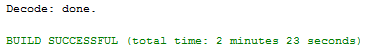 Decode: done.
BUILD SUCCESSFUL (total time: 2 minutes 23 seconds)